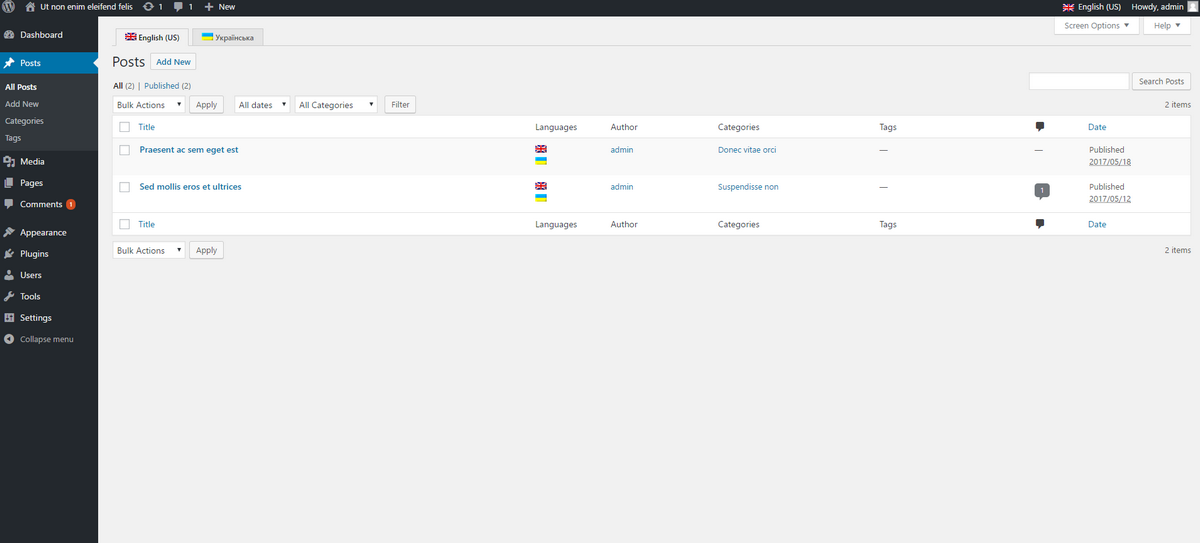 Ut non enim eleifend felis 1 1 + New English (US) Howdy, admin
Screen Options ▼ Help ▼
Dashboard
Posts
All Posts
Add New
Categories
Tags
Media
Pages
Comments 1
Appearance
Plugins
Users
Tools
Settings
Collapse menu
English (US) Українська
Posts Add New
All (2) | Published (2)
Search Posts
Bulk Actions Apply All dates All Categories Filter 2 items
Title Languages Author Categories Tags Date
Praesent ac sem eget est admin Donec vitae orci — — Published
2017/05/18
Sed mollis eros et ultrices admin Suspendisse non — 1 Published
2017/05/12
Title Languages Author Categories Tags Date
Bulk Actions Apply 2 items